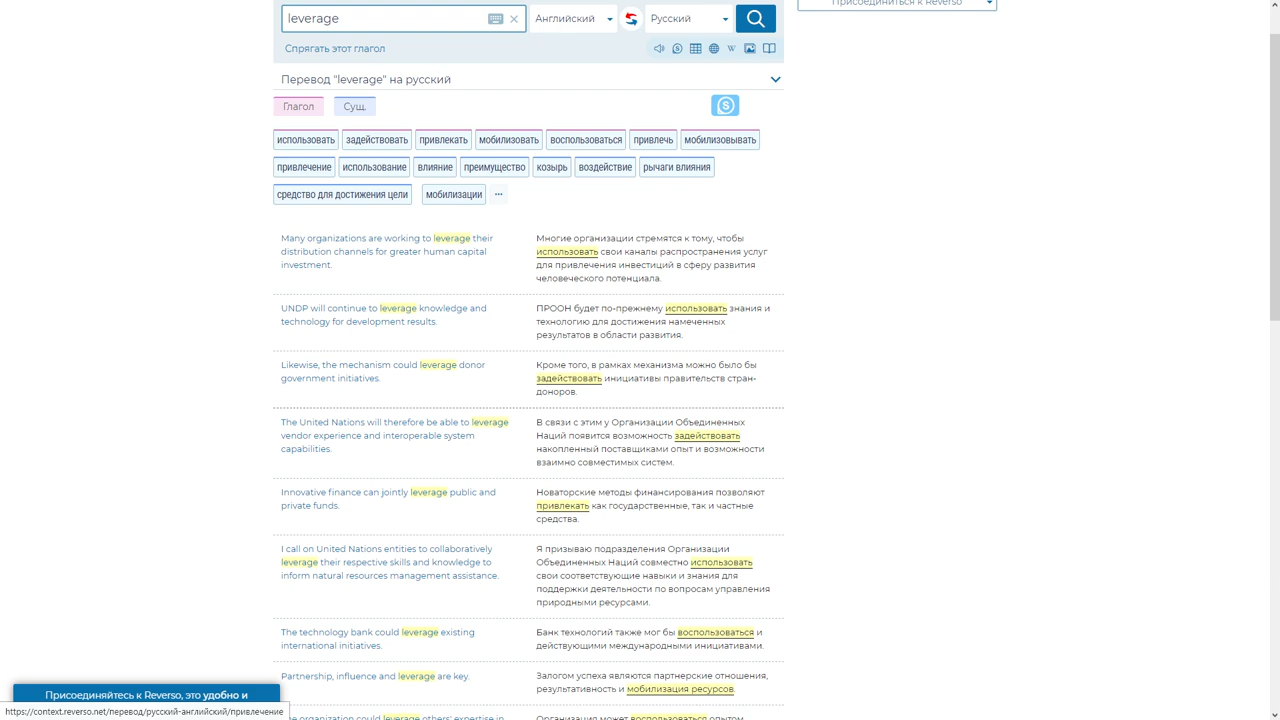 Присоединиться к Reverso
leverage
Английский
Русский
Спрягать этот глагол
W
Перевод "leverage" на русский
Глагол
Сущ.
S
использовать задействовать привлекать мобилизовать воспользоваться привлечь мобилизовывать
привлечение использование влияние преимущество козырь воздействие рычаги влияния
средство для достижения цели мобилизации ...
Many organizations are working to leverage their
distribution channels for greater human capital
investment.
Многие организации стремятся к тому, чтобы
использовать свои каналы распространения услуг
для привлечения инвестиций в сферу развития
человеческого потенциала.
UNDP will continue to leverage knowledge and
technology for development results.
ПРООН будет по-прежнему использовать знания и
технологию для достижения намеченных
результатов в области развития.
Likewise, the mechanism could leverage donor
government initiatives.
Кроме того, в рамках механизма можно было бы
задействовать инициативы правительств стран-
доноров.
The United Nations will therefore be able to leverage
vendor experience and interoperable system
capabilities.
В связи с этим у Организации Объединенных
Наций появится возможность задействовать
накопленный поставщиками опыт и возможности
взаимно совместимых систем.
Innovative finance can jointly leverage public and
private funds.
Новаторские методы финансирования позволяют
привлекать как государственные, так и частные
средства.
I call on United Nations entities to collaboratively
leverage their respective skills and knowledge to
inform natural resources management assistance.
Я призываю подразделения Организации
Объединенных Наций совместно использовать
свои соответствующие навыки и знания для
поддержки деятельности по вопросам управления
природными ресурсами.
The technology bank could leverage existing
international initiatives.
Банк технологий также мог бы воспользоваться и
действующими международными инициативами.
Partnership, influence and leverage are key.
Залогом успеха являются партнерские отношения,
результативность и мобилизация ресурсов.
The organization could leverage others' expertise in
Организация может воспользоваться опытом
Присоединяйтесь к Reverso, это удобно и
https://context.reverso.net/перевод/русский-английский/привлечение